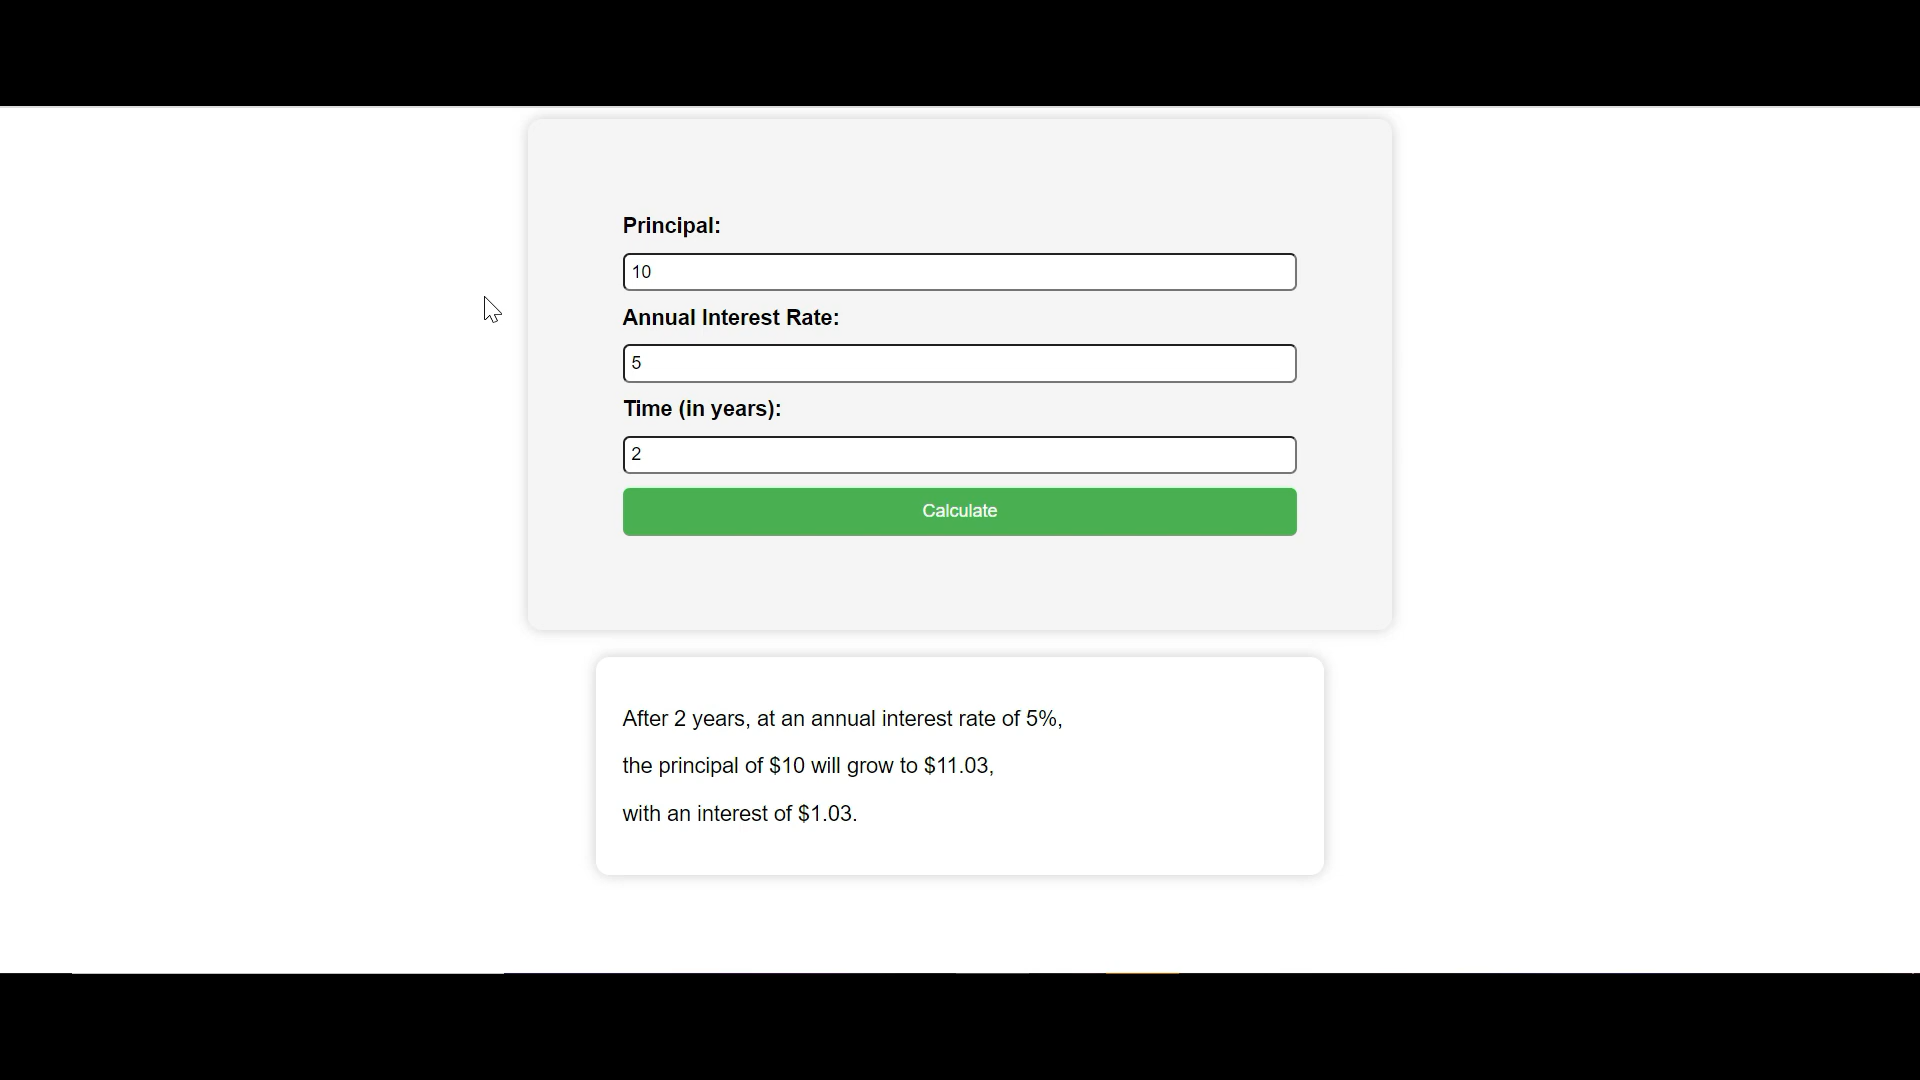 Principal:
10
Annual Interest Rate:
5
Time (in years):
2
Calculate
After 2 years, at an annual interest rate of 5%,
the principal of $10 will grow to $11.03,
with an interest of $1.03.